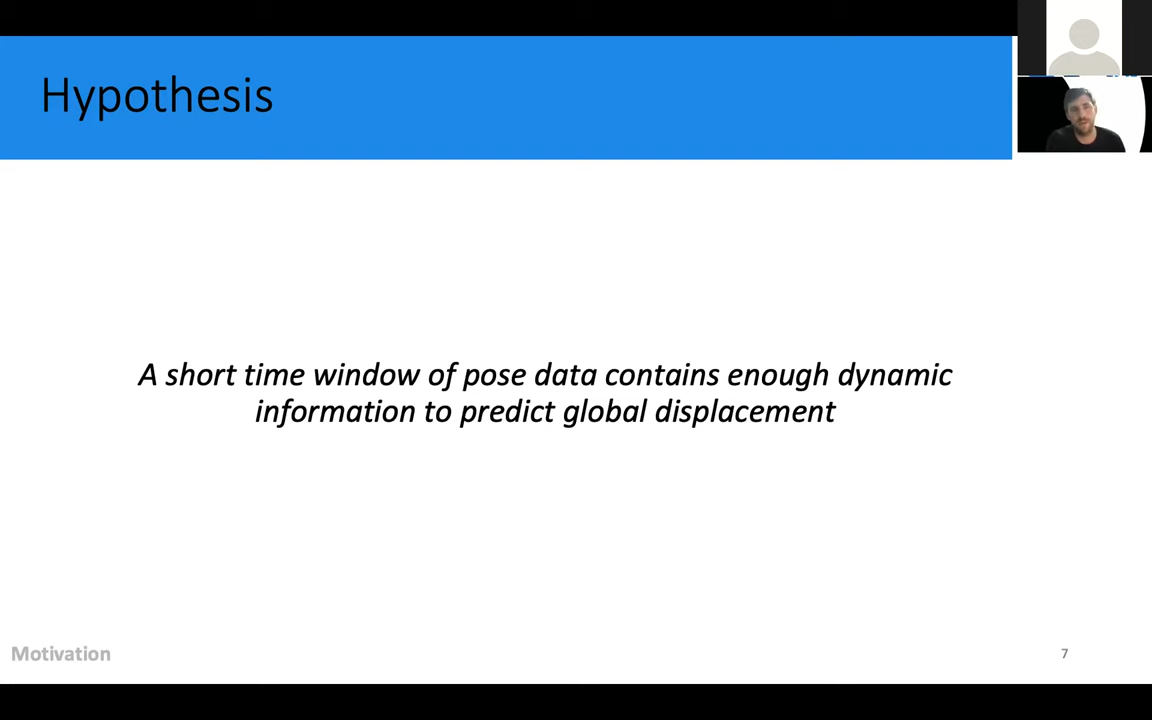 Hypothesis
A short time window of pose data contains enough dynamic
information to predict global displacement
Motivation
7